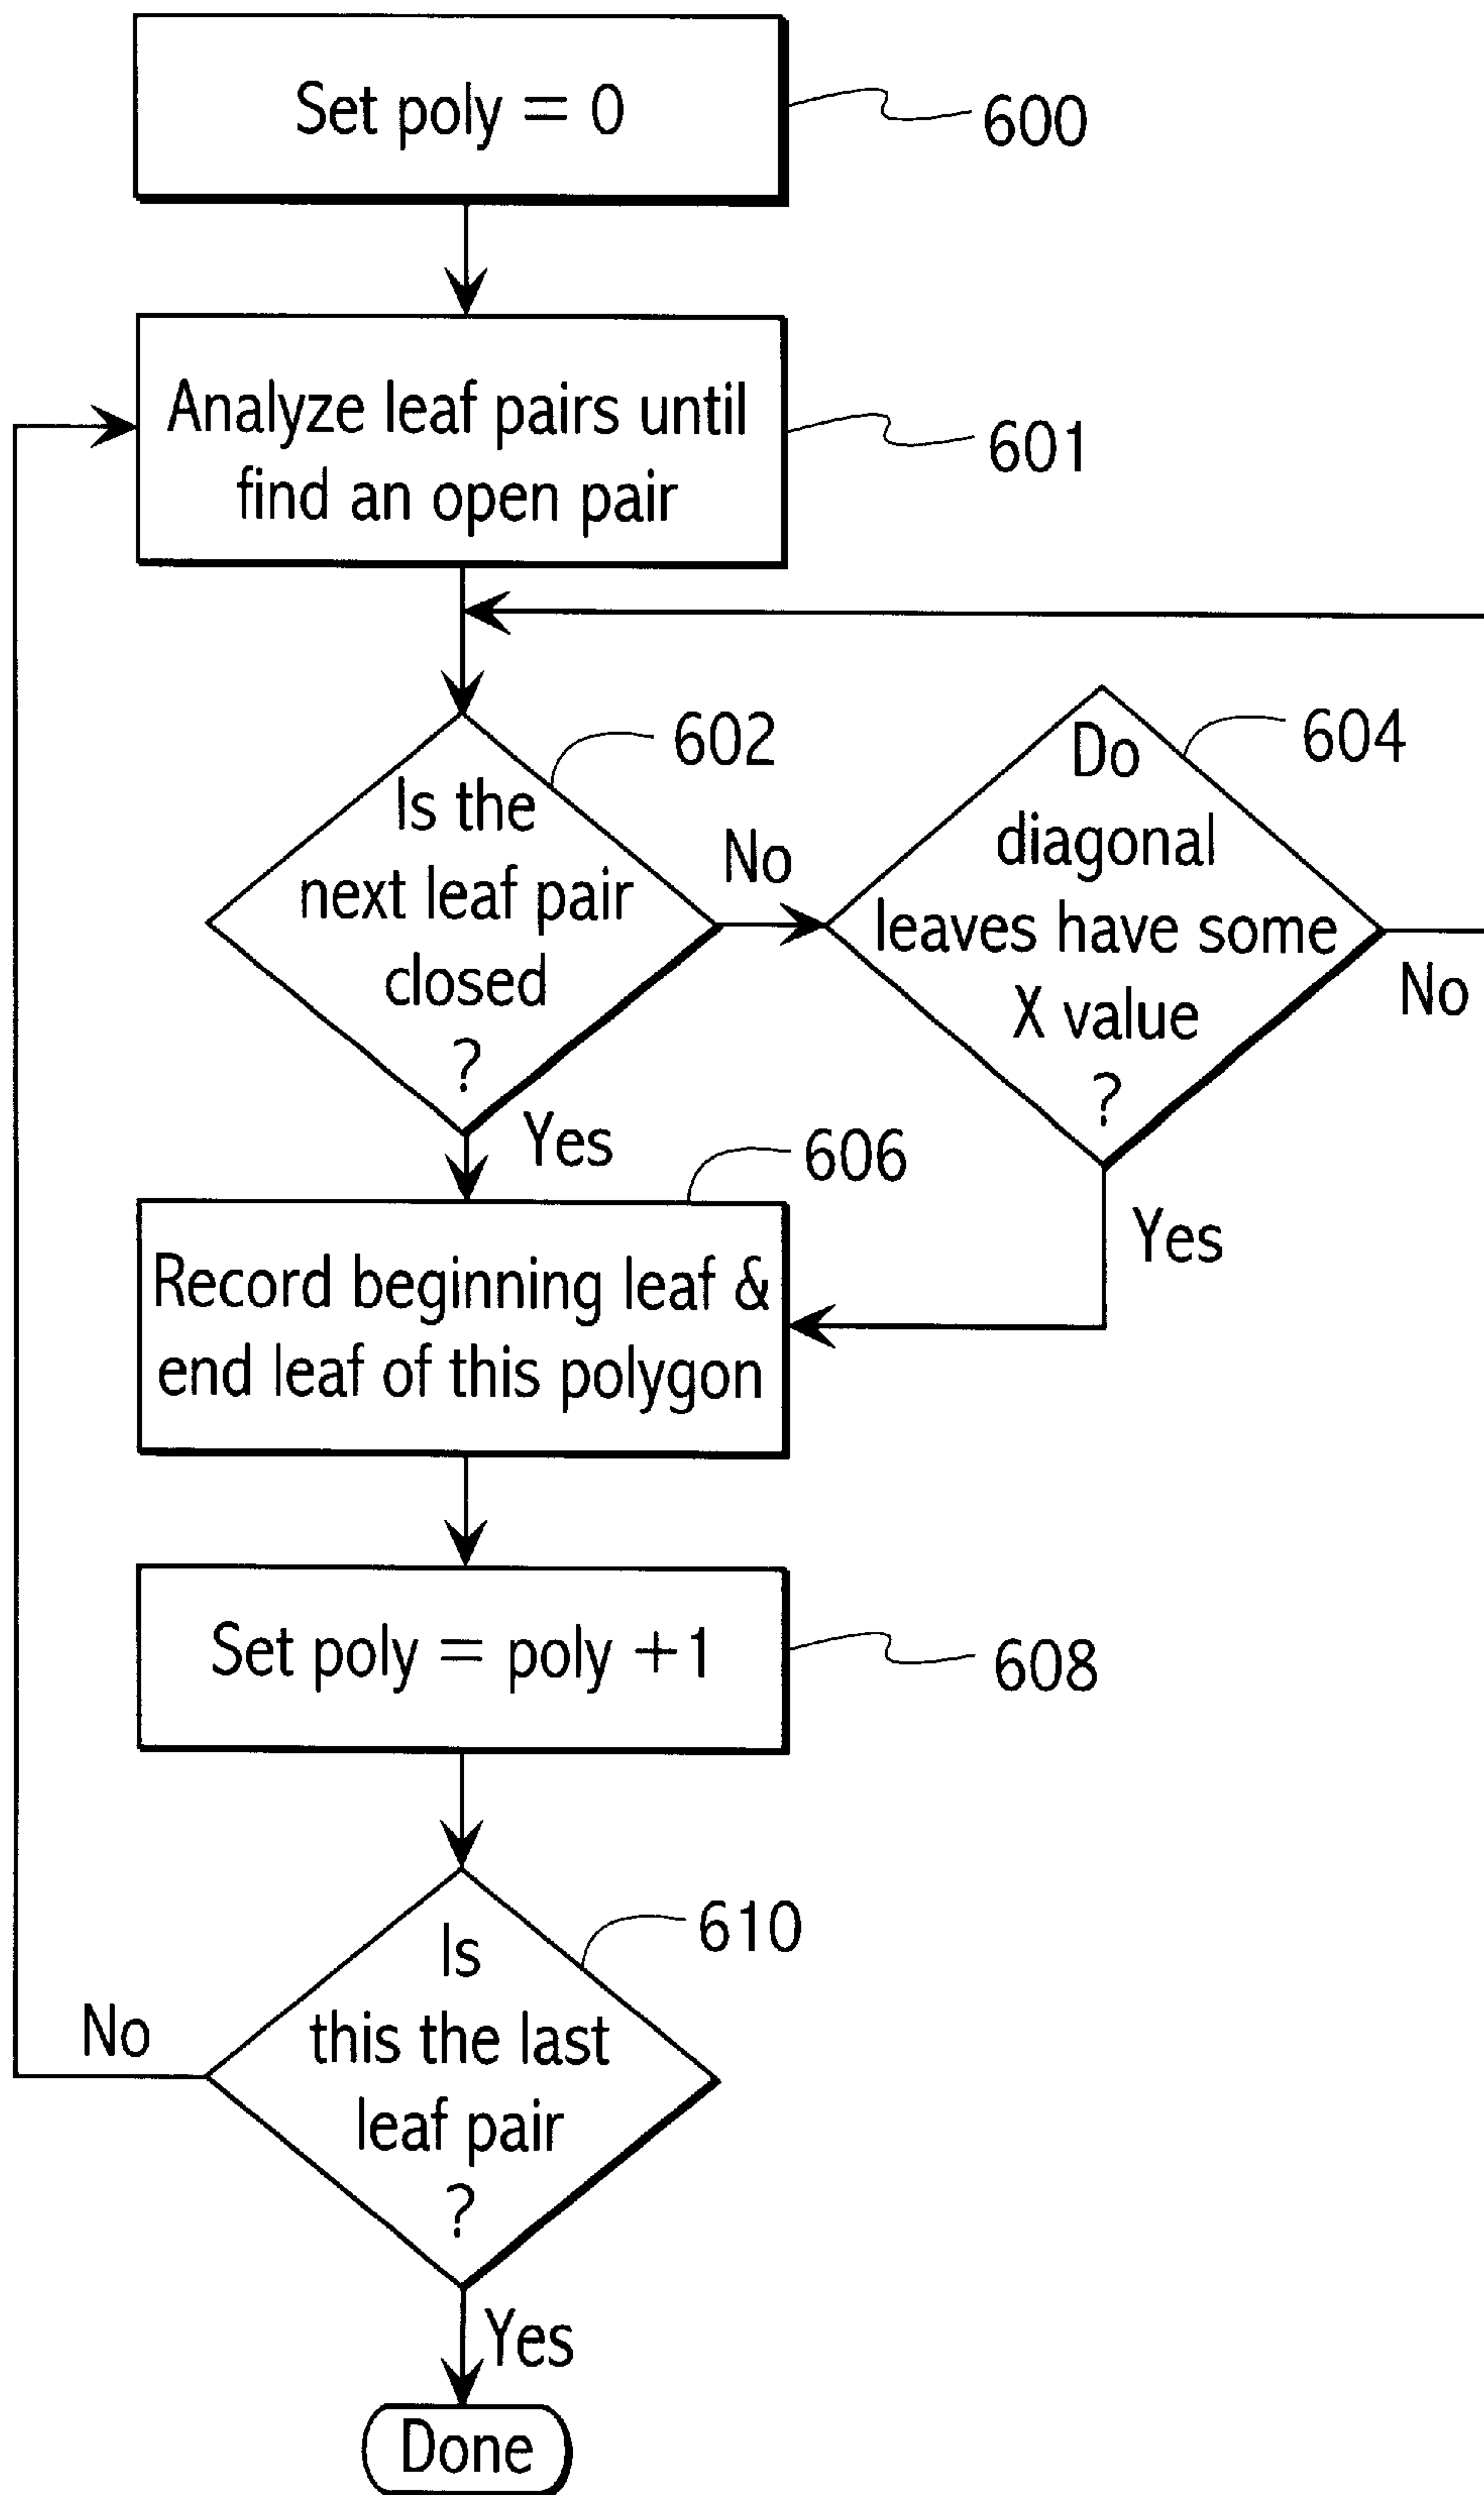 Set poly = 0
600
Analyze leaf pairs until
find an open pair
601
Is the
next leaf pair
closed
?
602
No
Do
diagonal
leaves have some
X value
?
604
No
Yes
Yes
606
Record beginning leaf &
end leaf of this polygon
Set poly = poly +1
608
Is
this the last
leaf pair
?
610
No
Yes
Done